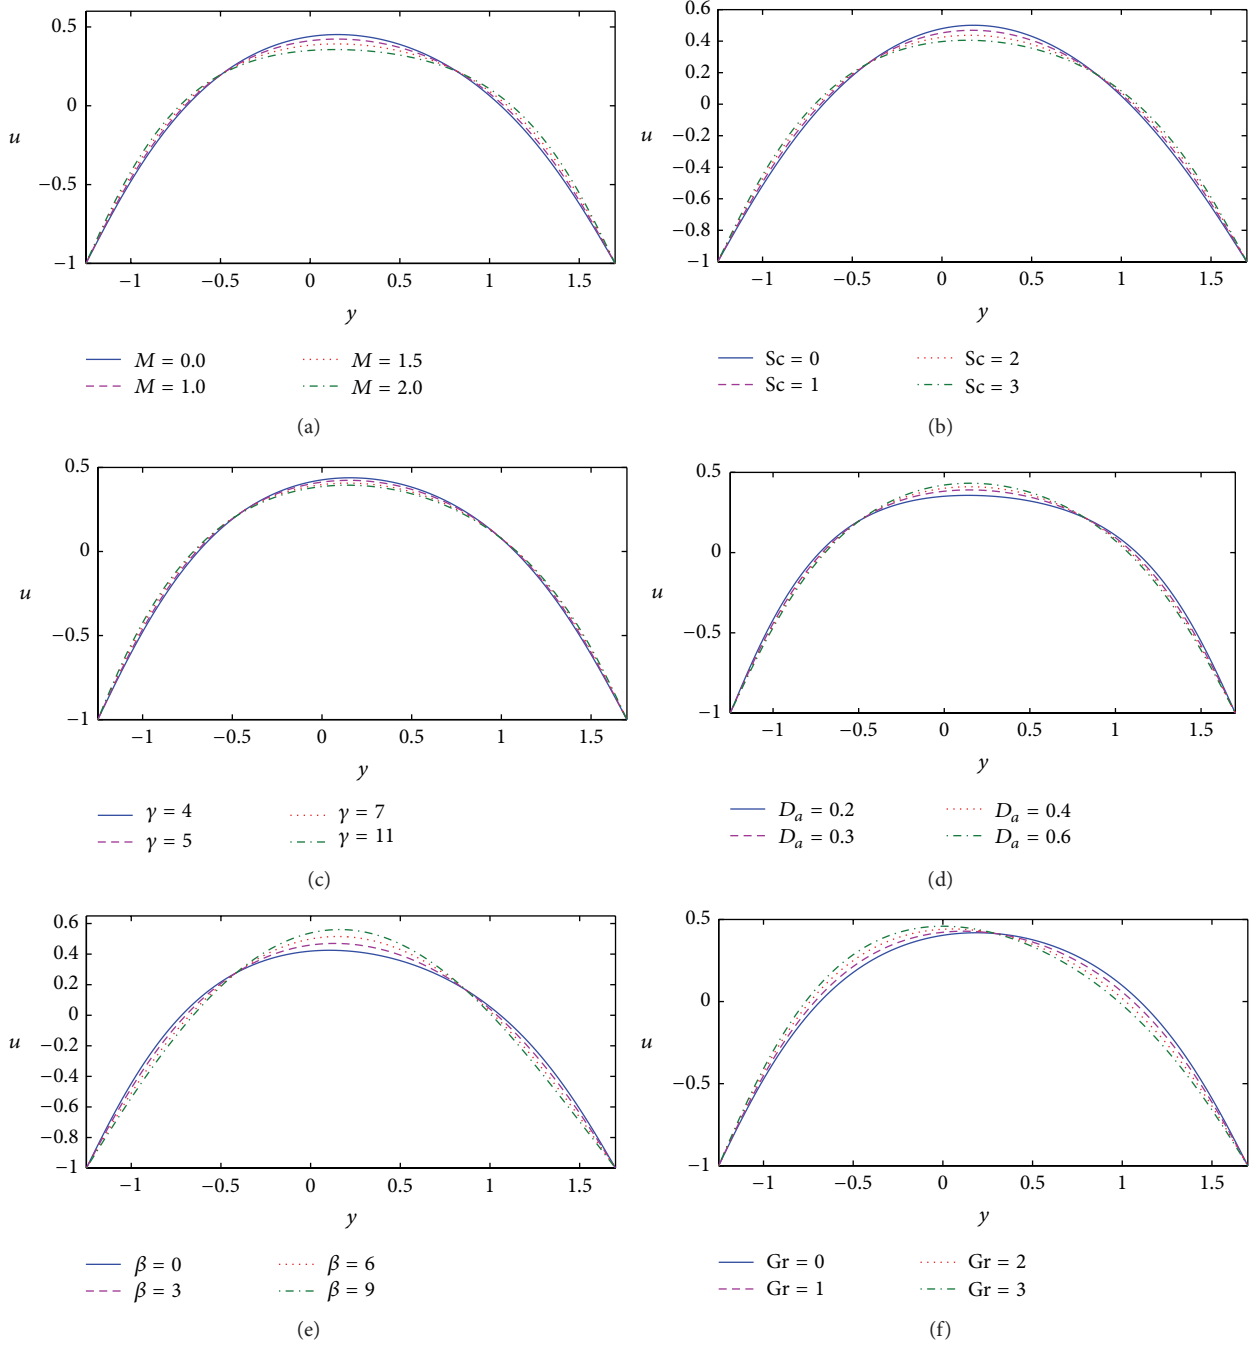 0.5
0
−0.5
−1
u
−1 −0.5 0 0.5 1 1.5
y
M = 0.0 M = 1.5
M = 1.0 M = 2.0
(a)
0.6
0.4
0.2
0
−0.2
−0.4
−0.6
−0.8
−1
u
−1 −0.5 0 0.5 1 1.5
y
Sc = 0 Sc = 2
Sc = 1 Sc = 3
(b)
0.5
0
−0.5
−1
u
−1 −0.5 0 0.5 1 1.5
y
γ = 4 γ = 7
γ = 5 γ = 11
(c)
0.5
0
−0.5
−1
u
−1 −0.5 0 0.5 1 1.5
y
Da = 0.2 Da = 0.4
Da = 0.3 Da = 0.6
(d)
0.6
0.4
0.2
0
−0.2
−0.4
−0.6
−0.8
−1
u
−1 −0.5 0 0.5 1 1.5
y
β = 0 β = 6
β = 3 β = 9
(e)
0.5
0
−0.5
−1
u
−1 −0.5 0 0.5 1 1.5
y
Gr = 0 Gr = 2
Gr = 1 Gr = 3
(f)